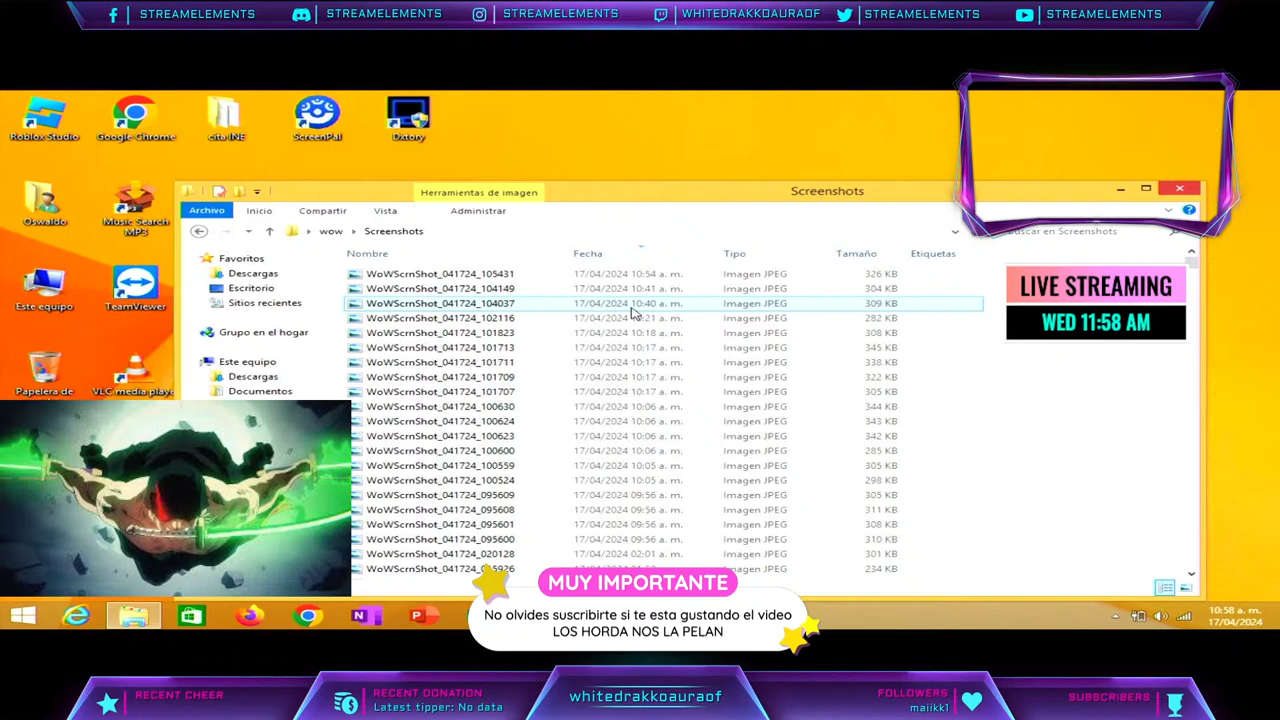 STREAMELEMENTS
STREAMELEMENTS
STREAMELEMENTS
WHITEDRAKKOAURAOF
STREAMELEMENTS
STREAMELEMENTS
Roblox Studio
Google Chrome
cita INE
ScreenPal
Dxtory
Oswaldo
Music Search MP3
Este equipo
TeamViewer
Papelera de
VLC media playe
Herramientas de imagen
Screenshots
Archivo
Inicio
Compartir
Vista
Administrar
wow
Screenshots
Buscar en Screenshots
Favoritos
Descargas
Escritorio
Sitios recientes
Grupo en el hogar
Este equipo
Descargas
Documentos
Nombre Fecha Tipo Tamaño Etiquetas
WoWScrnShot_041724_105431 17/04/2024 10:54 a. m. Imagen JPEG 326 KB
WoWScrnShot_041724_104149 17/04/2024 10:41 a. m. Imagen JPEG 304 KB
WoWScrnShot_041724_104037 17/04/2024 10:40 a. m. Imagen JPEG 309 KB
WoWScrnShot_041724_102116 17/04/2024 10:21 a. m. Imagen JPEG 282 KB
WoWScrnShot_041724_101823 17/04/2024 10:18 a. m. Imagen JPEG 308 KB
WoWScrnShot_041724_101713 17/04/2024 10:17 a. m. Imagen JPEG 345 KB
WoWScrnShot_041724_101711 17/04/2024 10:17 a. m. Imagen JPEG 338 KB
WoWScrnShot_041724_101709 17/04/2024 10:17 a. m. Imagen JPEG 322 KB
WoWScrnShot_041724_101707 17/04/2024 10:17 a. m. Imagen JPEG 305 KB
WoWScrnShot_041724_100630 17/04/2024 10:06 a. m. Imagen JPEG 344 KB
WoWScrnShot_041724_100624 17/04/2024 10:06 a. m. Imagen JPEG 343 KB
WoWScrnShot_041724_100623 17/04/2024 10:06 a. m. Imagen JPEG 342 KB
WoWScrnShot_041724_100600 17/04/2024 10:06 a. m. Imagen JPEG 285 KB
WoWScrnShot_041724_100559 17/04/2024 10:05 a. m. Imagen JPEG 305 KB
WoWScrnShot_041724_100524 17/04/2024 10:05 a. m. Imagen JPEG 298 KB
WoWScrnShot_041724_095609 17/04/2024 09:56 a. m. Imagen JPEG 305 KB
WoWScrnShot_041724_095608 17/04/2024 09:56 a. m. Imagen JPEG 311 KB
WoWScrnShot_041724_095601 17/04/2024 09:56 a. m. Imagen JPEG 308 KB
WoWScrnShot_041724_095600 17/04/2024 09:56 a. m. Imagen JPEG 310 KB
WoWScrnShot_041724_020128 17/04/2024 02:01 a. m. Imagen JPEG 301 KB
Imagen JPEG 234 KB
LIVE STREAMING
WED 11:58 AM
MUY IMPORTANTE
No olvides suscribirte si te esta gustando el video
LOS HORDA NOS LA PELAN
10:58 a. m.
17/04/2024
RECENT CHEER
RECENT DONATION
Latest tipper: No data
whitedrakkoauraof
FOLLOWERS
maiikk1
SUBSCRIBERS